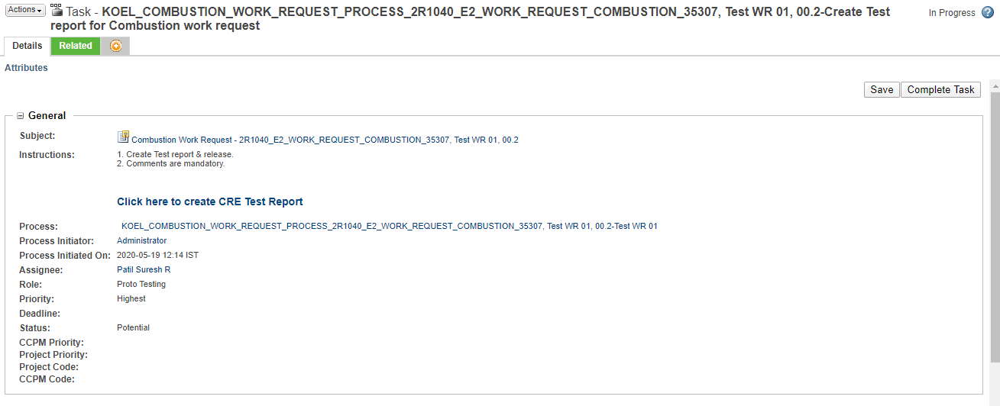 Actions
Task - KOEL_COMBUSTION_WORK_REQUEST_PROCESS_2R1040_E2_WORK_REQUEST_COMBUSTION_35307, Test WR 01, 00.2-Create Test
report for Combustion work request
In Progress ?
Details Related
Attributes
Save Complete Task
General
Subject: Combustion Work Request - 2R1040_E2_WORK_REQUEST_COMBUSTION_35307, Test WR 01, 00.2
Instructions: 1. Create Test report & release.
2. Comments are mandatory.
Click here to create CRE Test Report
Process: KOEL_COMBUSTION_WORK_REQUEST_PROCESS_2R1040_E2_WORK_REQUEST_COMBUSTION_35307, Test WR 01, 00.2-Test WR 01
Process Initiator: Administrator
Process Initiated On: 2020-05-19 12:14 IST
Assignee: Patil Suresh R
Role: Proto Testing
Priority: Highest
Deadline:
Status: Potential
CCPM Priority:
Project Priority:
Project Code:
CCPM Code: